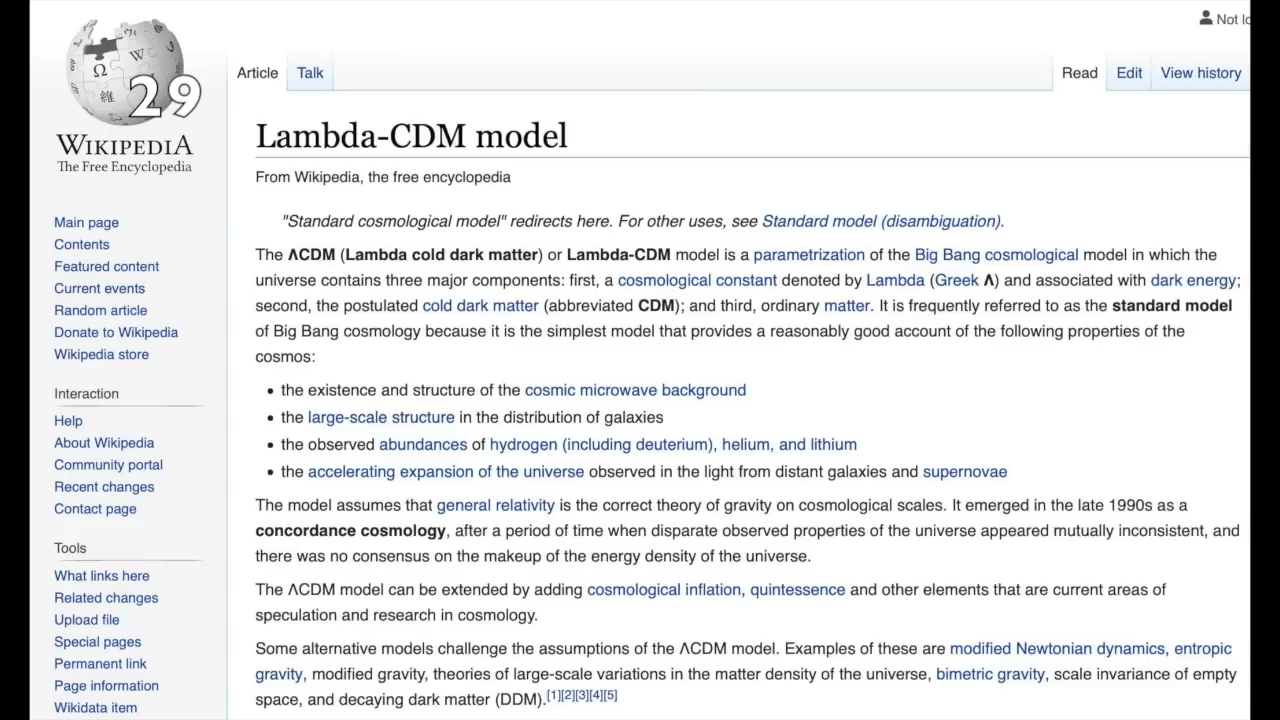 Not lo
29
WIKIPEDIA
The Free Encyclopedia
Article Talk Read Edit View history
Lambda-CDM model
From Wikipedia, the free encyclopedia
"Standard cosmological model" redirects here. For other uses, see Standard model (disambiguation).
The ΛCDM (Lambda cold dark matter) or Lambda-CDM model is a parametrization of the Big Bang cosmological model in which the
universe contains three major components: first, a cosmological constant denoted by Lambda (Greek Λ) and associated with dark energy;
second, the postulated cold dark matter (abbreviated CDM); and third, ordinary matter. It is frequently referred to as the standard model
of Big Bang cosmology because it is the simplest model that provides a reasonably good account of the following properties of the
cosmos:
• the existence and structure of the cosmic microwave background
• the large-scale structure in the distribution of galaxies
• the observed abundances of hydrogen (including deuterium), helium, and lithium
• the accelerating expansion of the universe observed in the light from distant galaxies and supernovae
The model assumes that general relativity is the correct theory of gravity on cosmological scales. It emerged in the late 1990s as a
concordance cosmology, after a period of time when disparate observed properties of the universe appeared mutually inconsistent, and
there was no consensus on the makeup of the energy density of the universe.
The ΛCDM model can be extended by adding cosmological inflation, quintessence and other elements that are current areas of
speculation and research in cosmology.
Some alternative models challenge the assumptions of the ΛCDM model. Examples of these are modified Newtonian dynamics, entropic
gravity, modified gravity, theories of large-scale variations in the matter density of the universe, bimetric gravity, scale invariance of empty
space, and decaying dark matter (DDM).[1][2][3][4][5]
Main page
Contents
Featured content
Current events
Random article
Donate to Wikipedia
Wikipedia store
Interaction
Help
About Wikipedia
Community portal
Recent changes
Contact page
Tools
What links here
Related changes
Upload file
Special pages
Permanent link
Page information
Wikidata item